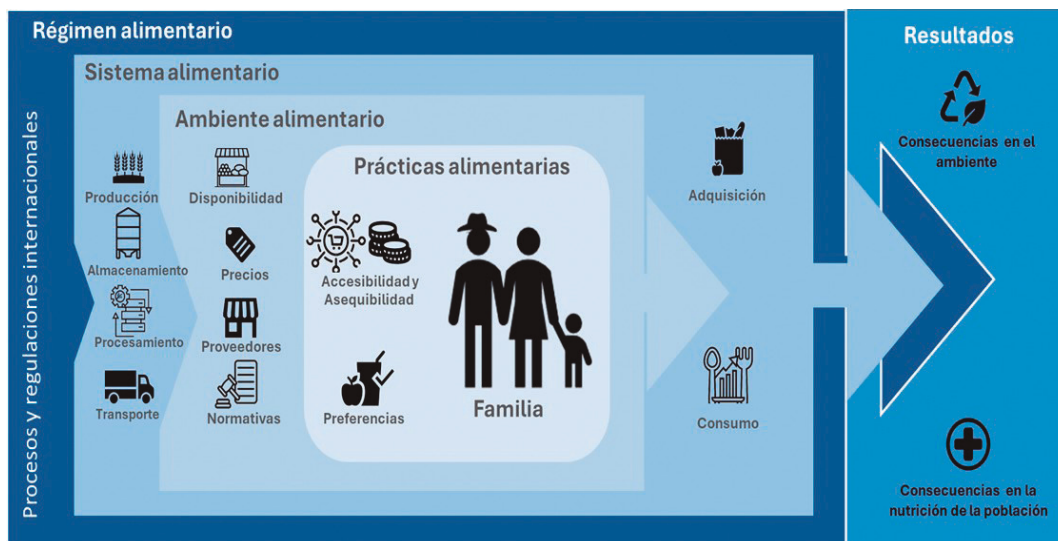 Régimen alimentario
Procesos y regulaciones internacionales
Sistema alimentario
Producción
Almacenamiento
Procesamiento
Transporte
Ambiente alimentario
Disponibilidad
Precios
Proveedores
Normativas
Prácticas alimentarias
Accesibilidad y
Asequibilidad
Preferencias
Familia
Adquisición
Consumo
Resultados
Consecuencias en el
ambiente
Consecuencias en la
nutrición de la población